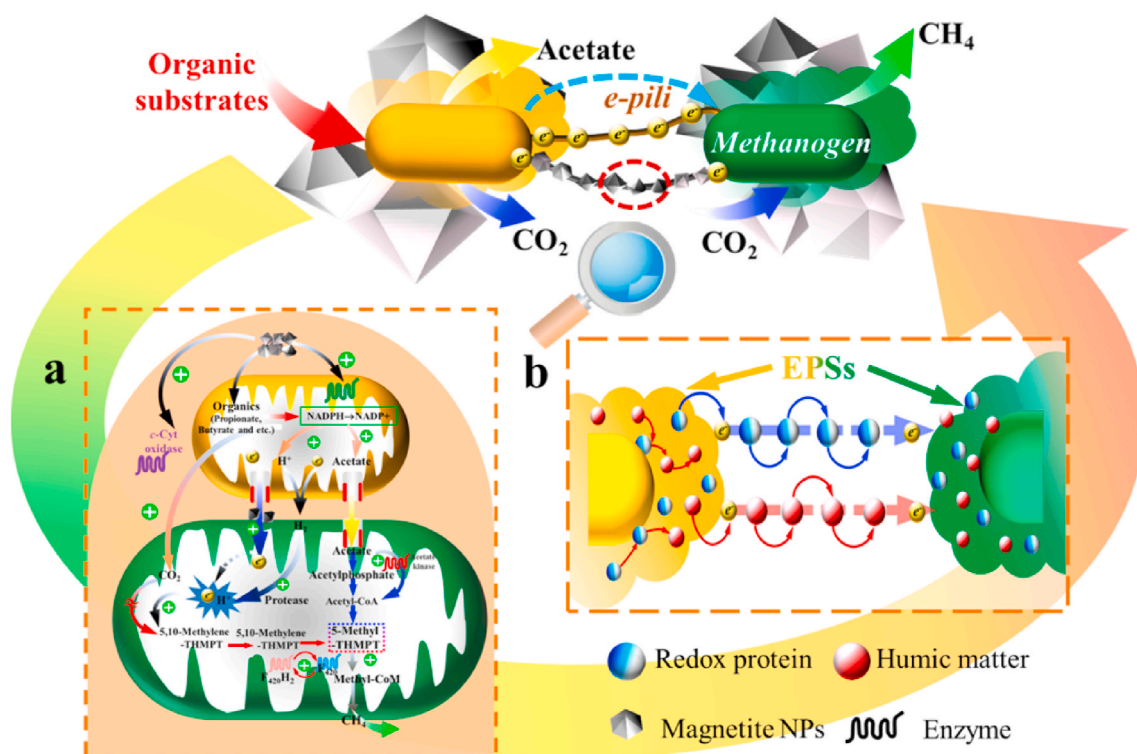 Organic
substrates
Acetate
e-pili
CH4
e-
e-
e-
e-
e-
e-
e-
Methanogen
CO2
CO2
a
c-Cyt
oxidase
Organics
(Propionate,
Butyrate and etc.)
NADPH→NADP+
e-
H+
e-
Acetate
H2
e-
Acetate
Acetate
kinase
Acetylphosphate
CO2
e-
H+
Protease
Acetyl-CoA
5,10-Methylene
-THMPT
5,10-Methylene
-THMPT
5-Methyl
-THMPT
F420H2
F420
Methyl-CoM
CH4
b
EPSs
e-
e-
e-
e-
Redox protein
Humic matter
Magnetite NPs
Enzyme